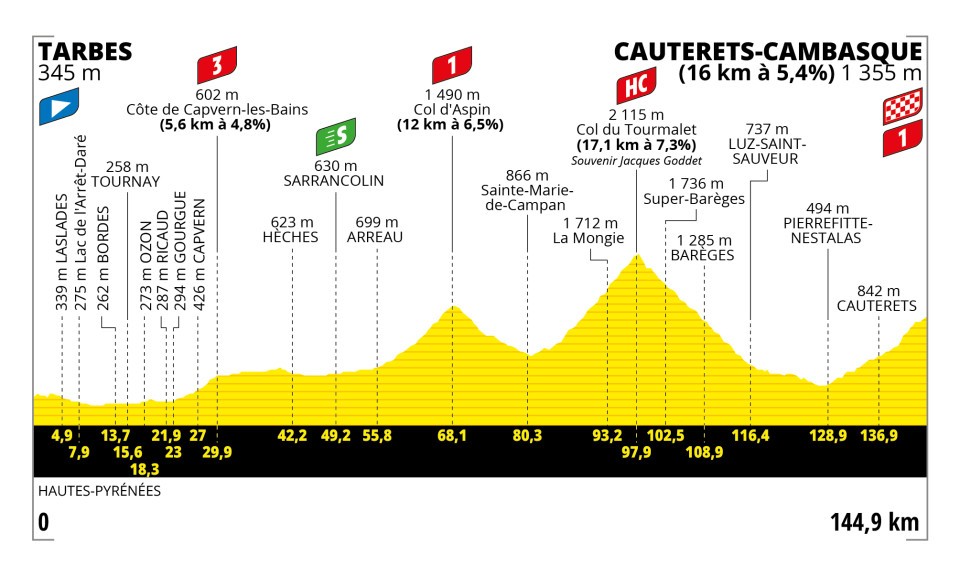 TARBES
345 m
CAUTERETS-CAMBASQUE
(16 km à 5,4%) 1 355 m
3
602 m
Côte de Capvern-les-Bains
(5,6 km à 4,8%)
1
1 490 m
Col d'Aspin
(12 km à 6,5%)
HC
2 115 m
Col du Tourmalet
(17,1 km à 7,3%)
Souvenir Jacques Goddet
1
S
630 m
SARRANCOLIN
737 m
LUZ-SAINT-
SAUVEUR
258 m
TOURNAY
866 m
Sainte-Marie-
de-Campan
1 736 m
Super-Barèges
494 m
PIERREFITTE-
NESTALAS
339 m LASLADES
275 m Lac de l'Arrêt-Daré
262 m BORDES
273 m OZON
287 m RICAUD
294 m GOURGUE
426 m CAPVERN
623 m
HÈCHES
699 m
ARREAU
1 712 m
La Mongie
1 285 m
BARÈGES
842 m
CAUTERETS
4,9 13,7 21,9 27 42,2 49,2 55,8 68,1 80,3 93,2 102,5 116,4 128,9 136,9
7,9 15,6 23 29,9 97,9 108,9
18,3
HAUTES-PYRÉNÉES
0
144,9 km